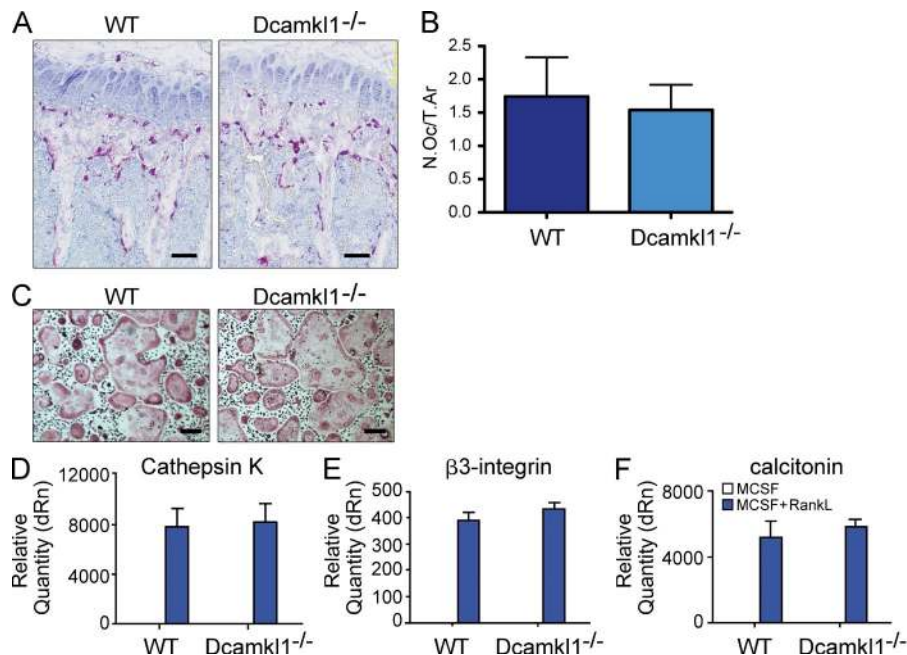 A
WT
Dcamkl1-/-
B
N.Oc/T.Ar
2.5
2.0
1.5
1.0
0.5
0.0
WT
Dcamkl1-/-
C
WT
Dcamkl1-/-
D
Cathepsin K
Relative
Quantity (dRn)
12000
8000
4000
0
WT
Dcamkl1-/-
E
β3-integrin
Relative
Quantity (dRn)
400
300
200
100
0
WT
Dcamkl1-/-
F
calcitonin
MCSF
MCSF+RankL
Relative
Quantity (dRn)
8000
4000
0
WT
Dcamkl1-/-